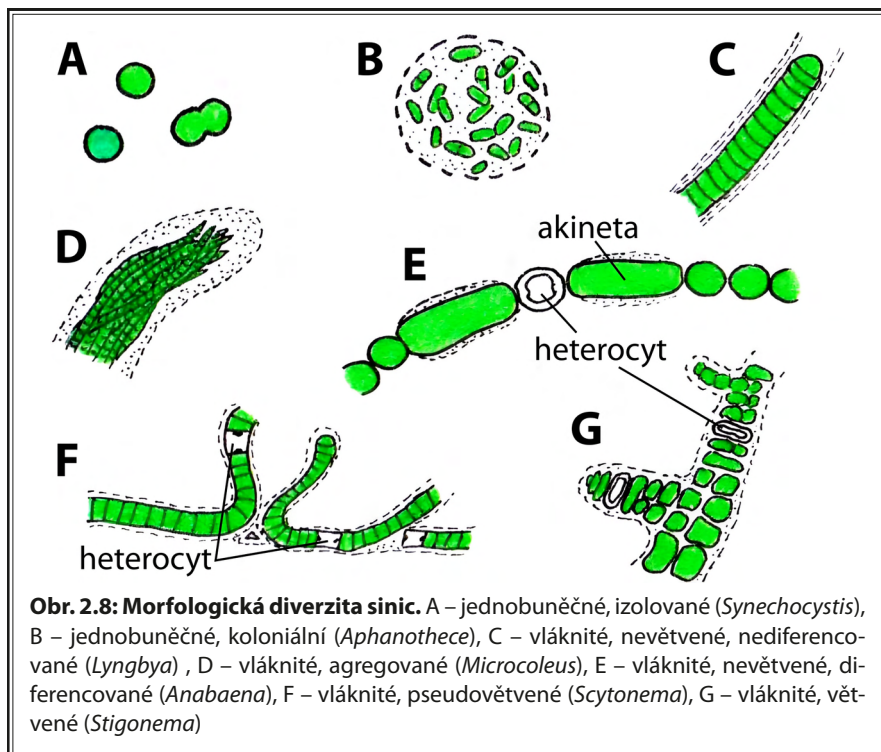 A
B
C
D
akineta
E
heterocyt
G
F
heterocyt
Obr. 2.8: Morfologická diverzita sinic. A – jednobuněčné, izolované (Synechocystis),
B – jednobuněčné, koloniální (Aphanothece), C – vláknité, nevětvené, nediferenco-
vané (Lyngbya) , D – vláknité, agregované (Microcoleus), E – vláknité, nevětvené, di-
ferencované (Anabaena), F – vláknité, pseudovětvené (Scytonema), G – vláknité, vět-
vené (Stigonema)